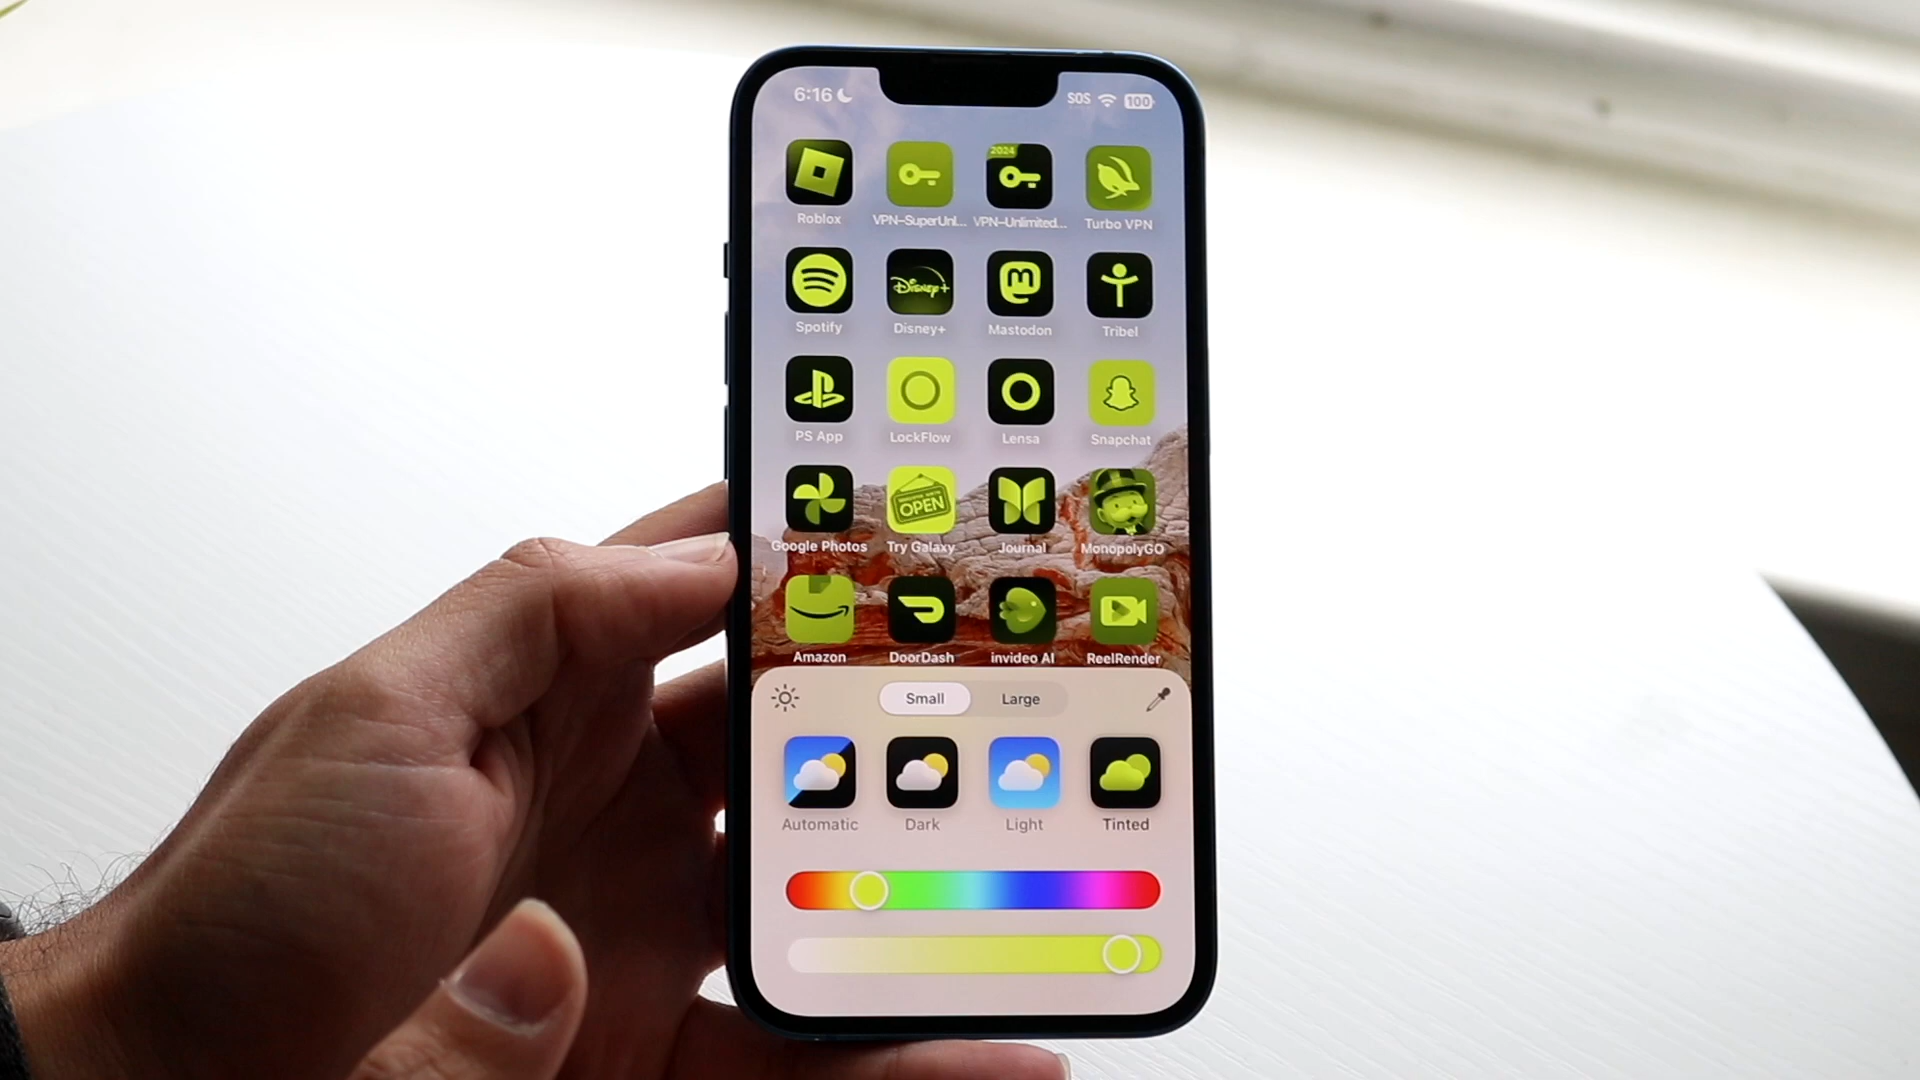 6:16 SOS 100
2024
Roblox VPN-SuperUnl... VPN-Unlimited... Turbo VPN
Disney+
Spotify Disney+ Mastodon Tribel
PS App LockFlow Lensa Snapchat
OPEN
Google Photos Try Galaxy Journal MonopolyGO
Amazon DoorDash invideo AI ReelRender
Small Large
Automatic Dark Light Tinted